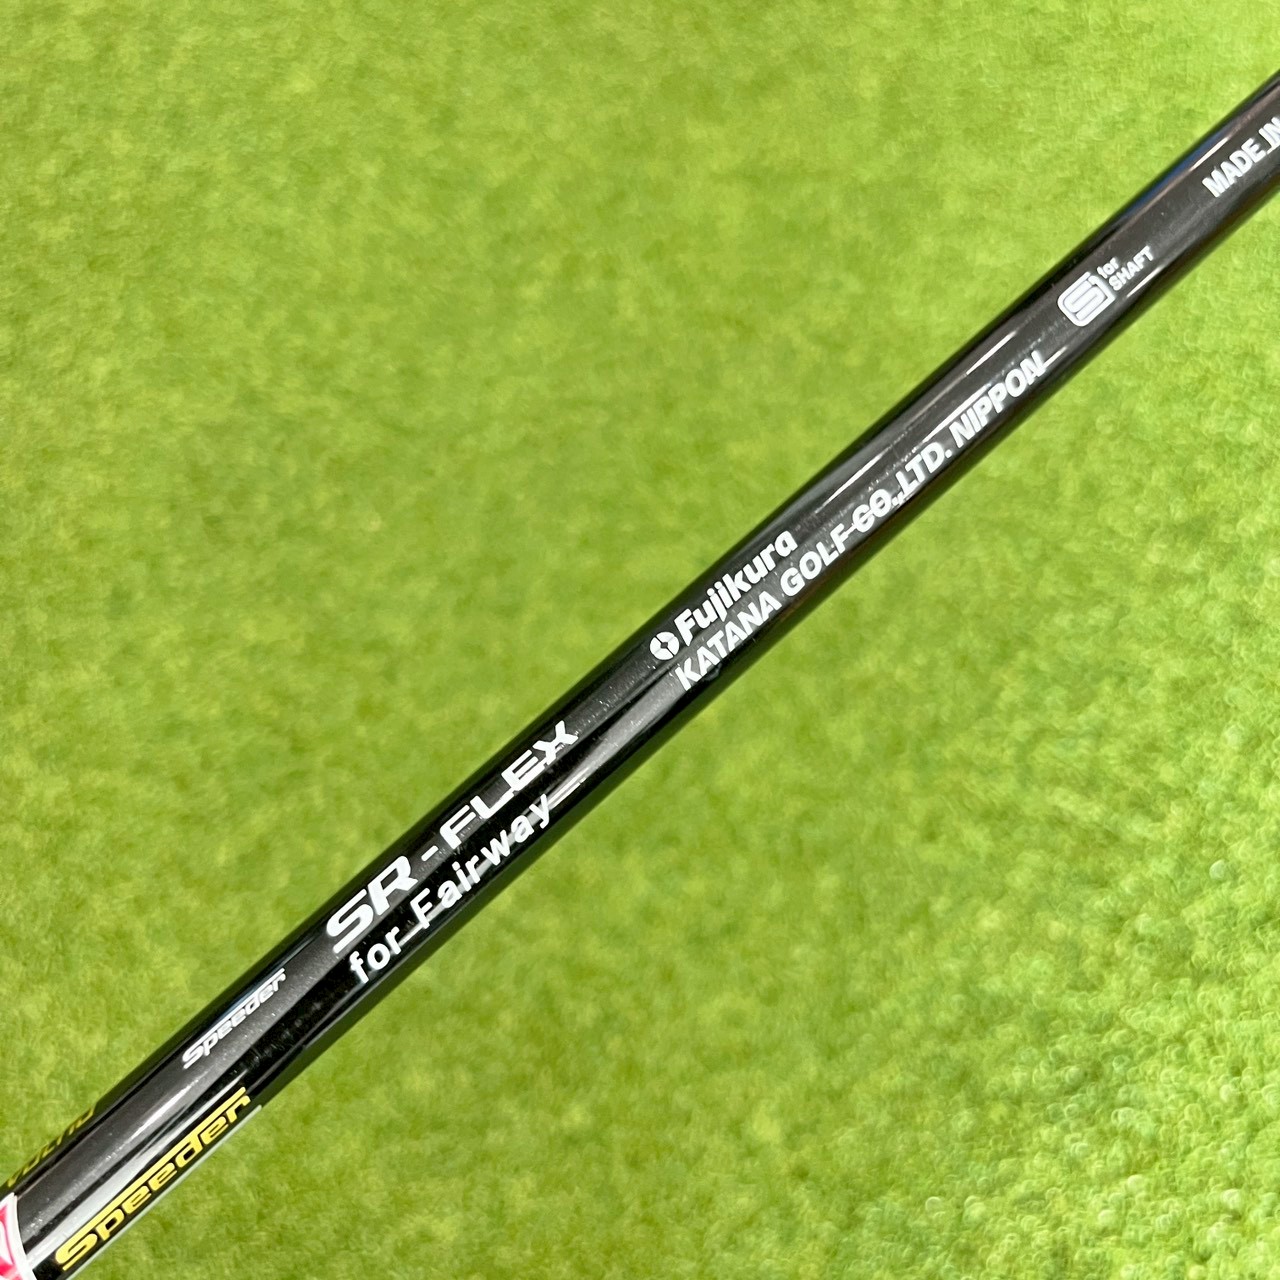 Speeder
Speeder
SR-FLEX
for Fairway
Fujikura
KATANA GOLF CO.,LTD. NIPPON
S for SHAFT
MADE IN